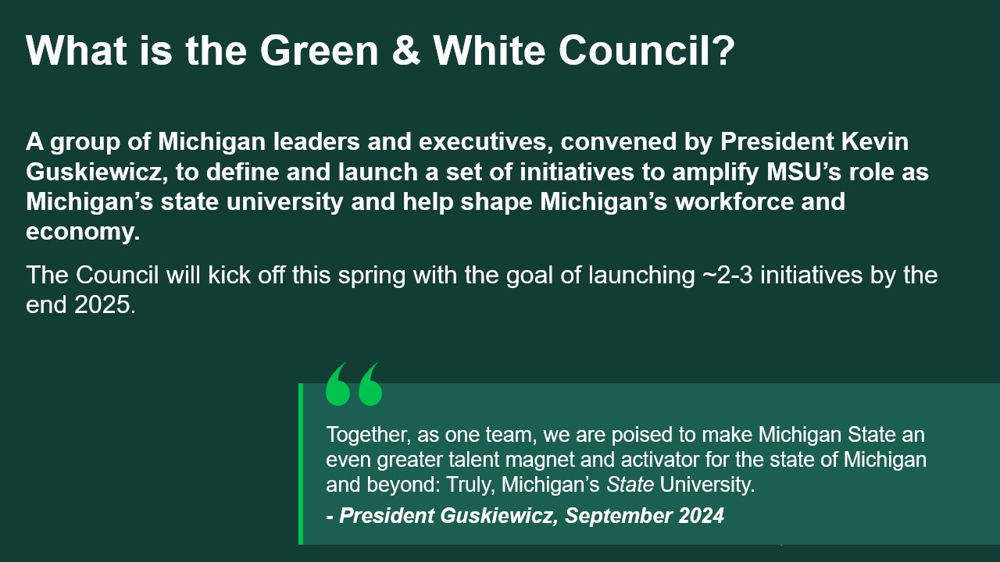 What is the Green & White Council?
A group of Michigan leaders and executives, convened by President Kevin
Guskiewicz, to define and launch a set of initiatives to amplify MSU’s role as
Michigan’s state university and help shape Michigan’s workforce and
economy.
The Council will kick off this spring with the goal of launching ~2-3 initiatives by the
end 2025.
“
Together, as one team, we are poised to make Michigan State an
even greater talent magnet and activator for the state of Michigan
and beyond: Truly, Michigan’s State University.
- President Guskiewicz, September 2024